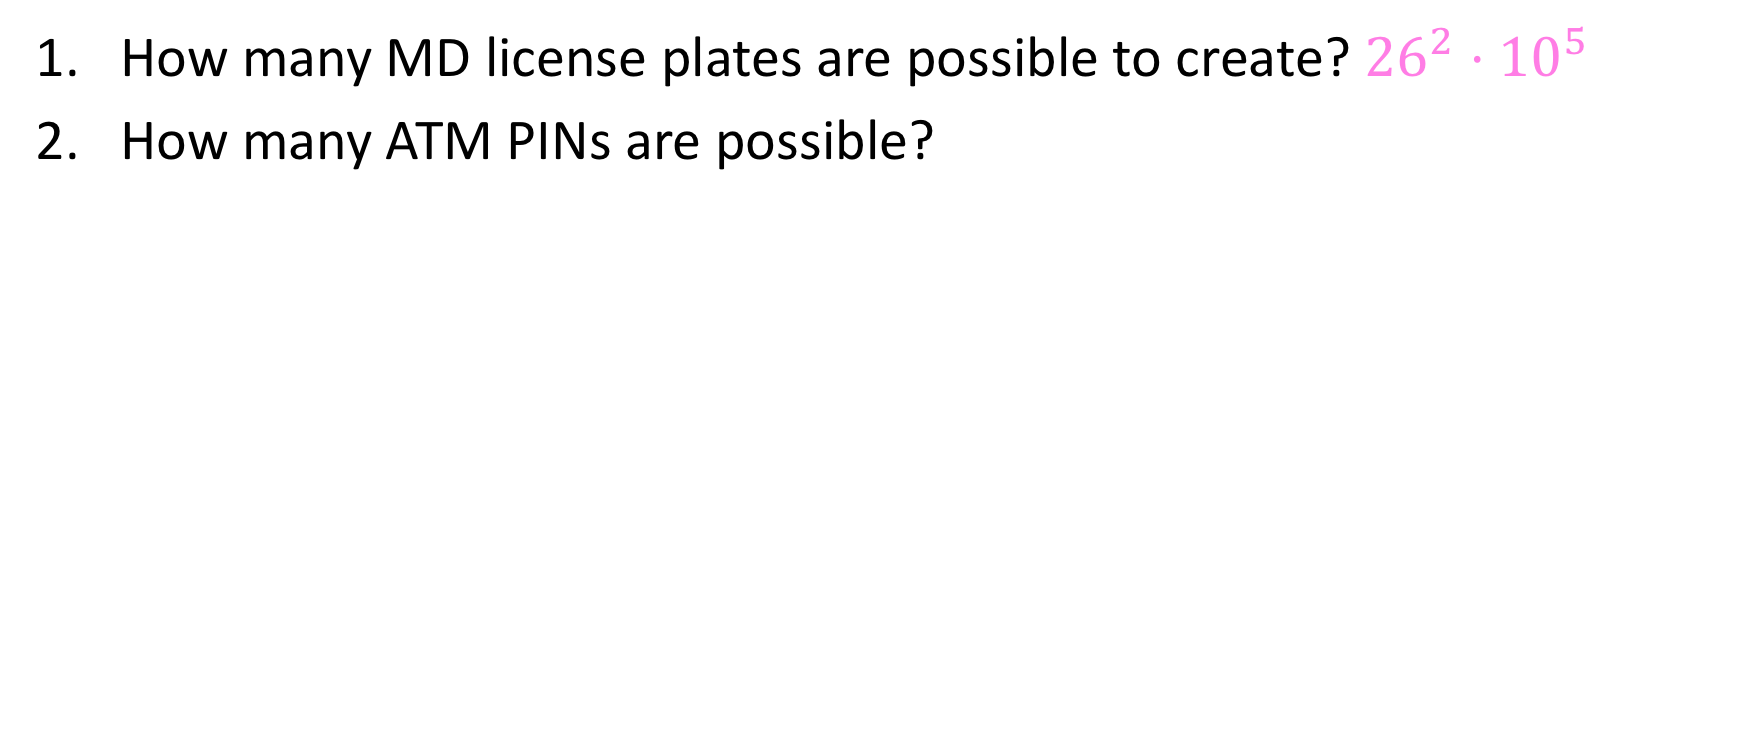 1. How many MD license plates are possible to create? 26² · 10⁵
2. How many ATM PINs are possible?